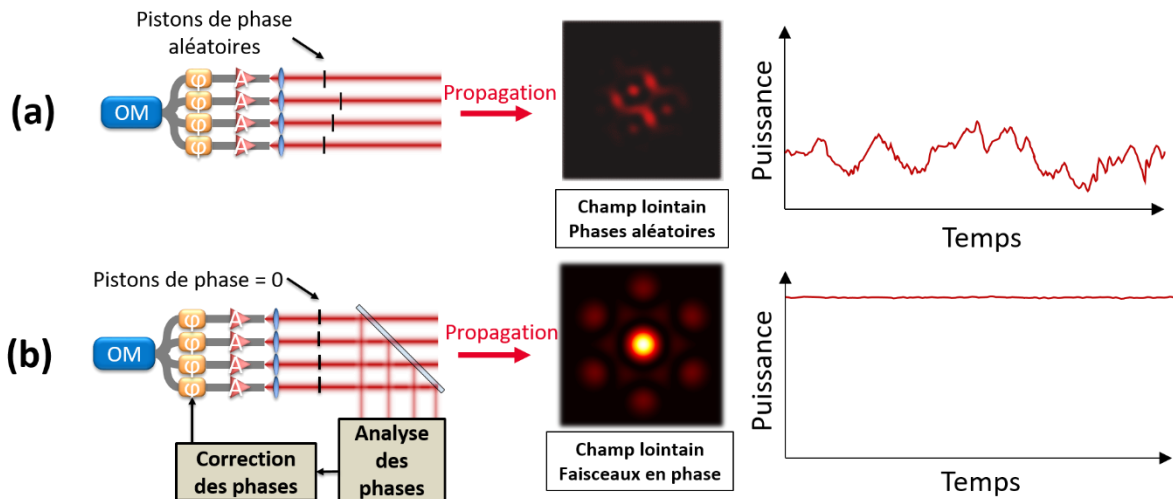 (a)
Pistons de phase
aléatoires
OM
φ
A
φ
A
φ
A
φ
A
Propagation
Champ lointain
Phases aléatoires
Puissance
Temps
(b)
Pistons de phase = 0
OM
φ
A
φ
A
φ
A
φ
A
Correction
des phases
Analyse
des
phases
Propagation
Champ lointain
Faisceaux en phase
Puissance
Temps